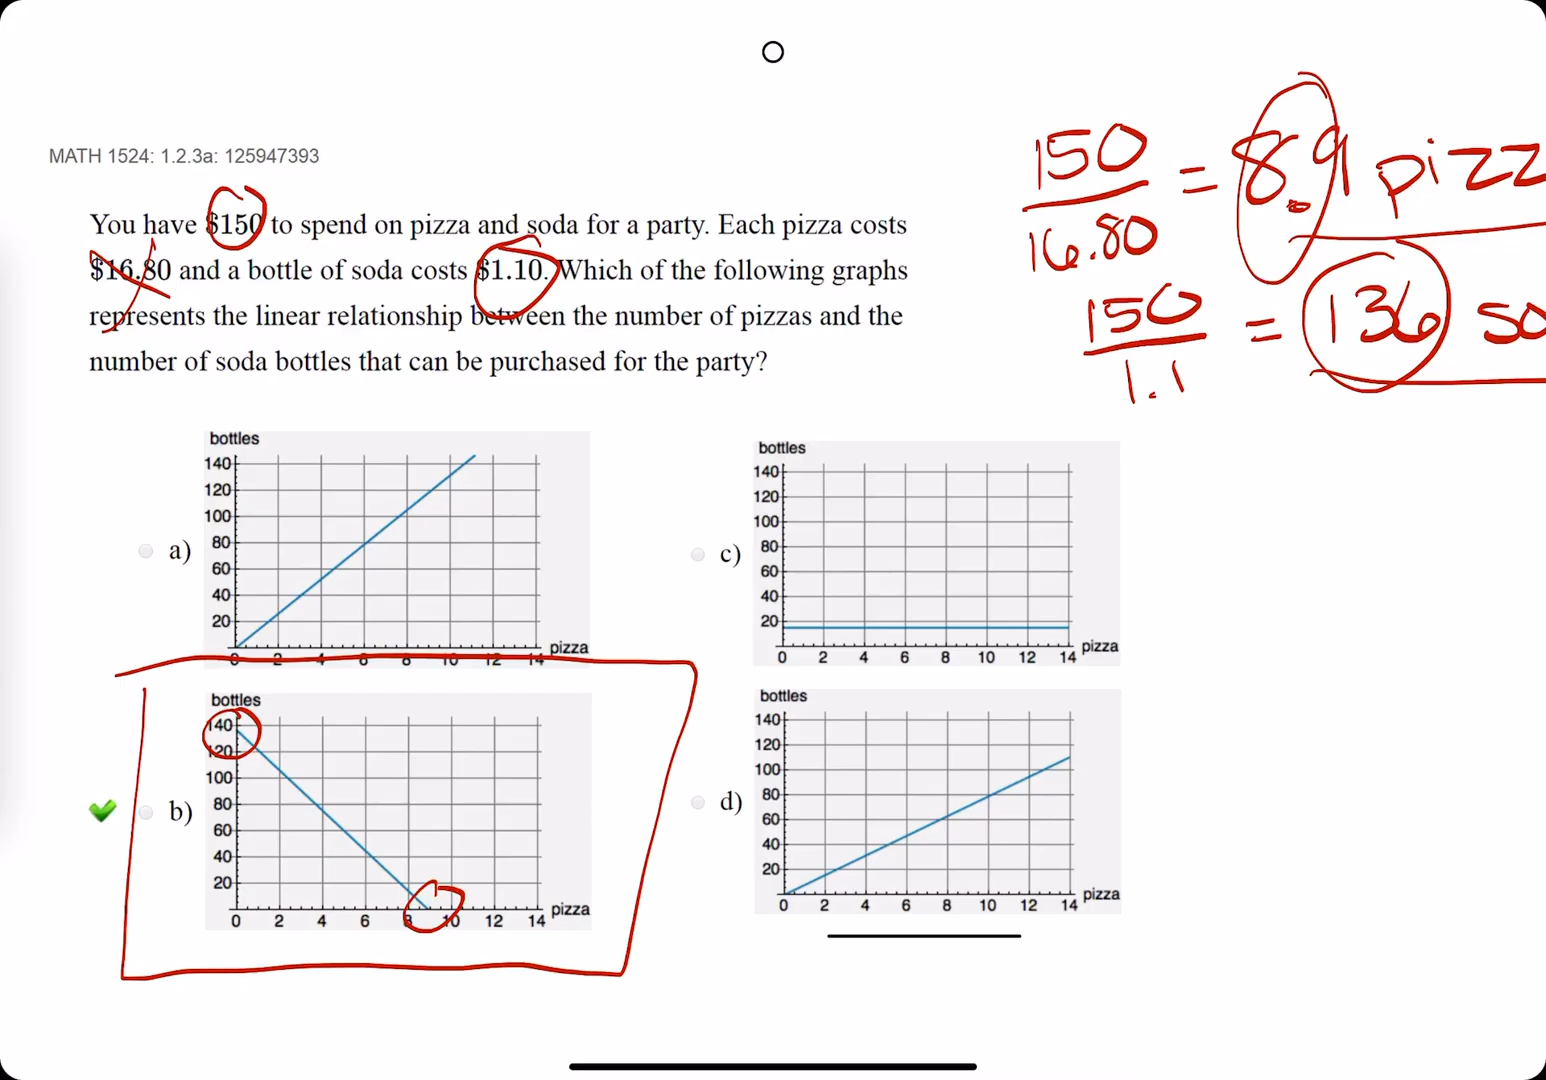 MATH 1524: 1.2.3a: 125947393
You have $150 to spend on pizza and soda for a party. Each pizza costs
$16.80 and a bottle of soda costs $1.10. Which of the following graphs
represents the linear relationship between the number of pizzas and the
number of soda bottles that can be purchased for the party?
150
16.80
= 8.9 pizz
150
1.1
= 136 so
a)
bottles
140
120
100
80
60
40
20
0 2 4 6 8 10 12 14 pizza
b)
bottles
140
120
100
80
60
40
20
0 2 4 6 8 10 12 14 pizza
c)
bottles
140
120
100
80
60
40
20
0 2 4 6 8 10 12 14 pizza
d)
bottles
140
120
100
80
60
40
20
0 2 4 6 8 10 12 14 pizza